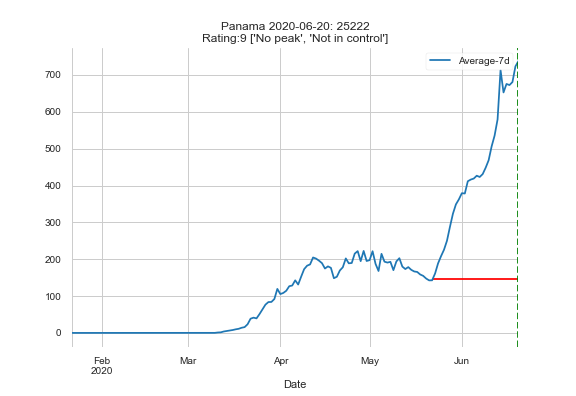 Panama 2020-06-20: 25222
Rating:9 ['No peak', 'Not in control']
Average-7d
700
600
500
400
300
200
100
0
Feb
2020
Mar
Apr
May
Jun
Date